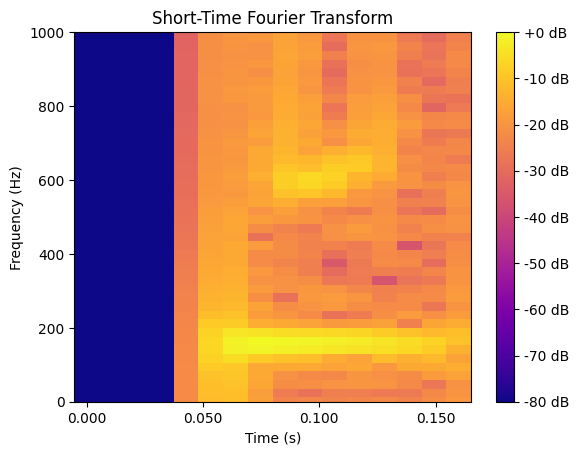 Short-Time Fourier Transform
1000
800
600
400
200
0
Frequency (Hz)
0.000
0.050
0.100
0.150
Time (s)
+0 dB
-10 dB
-20 dB
-30 dB
-40 dB
-50 dB
-60 dB
-70 dB
-80 dB